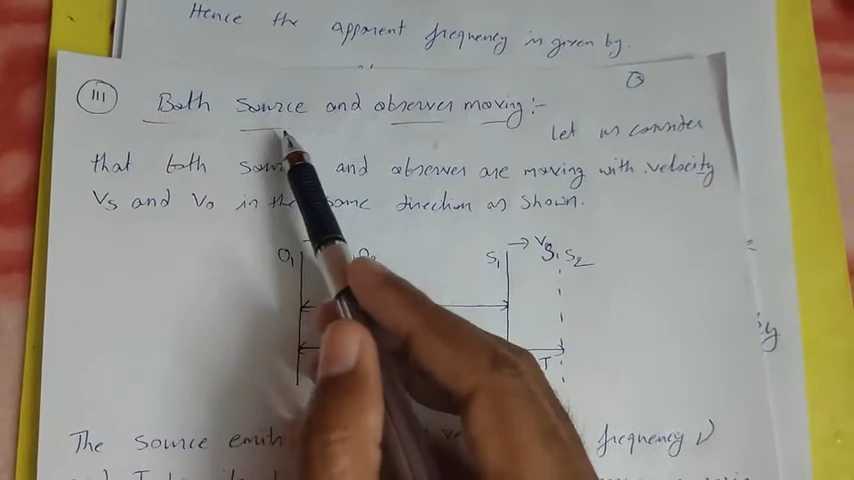 Hence the apparent frequency is given by.
(iii) Both Source and observer moving :-
let us consider
that both and observer are moving with velocity
Vs and Vo in the same direction as shown.
O1 S1 → S2
T
The source emits frequency ν